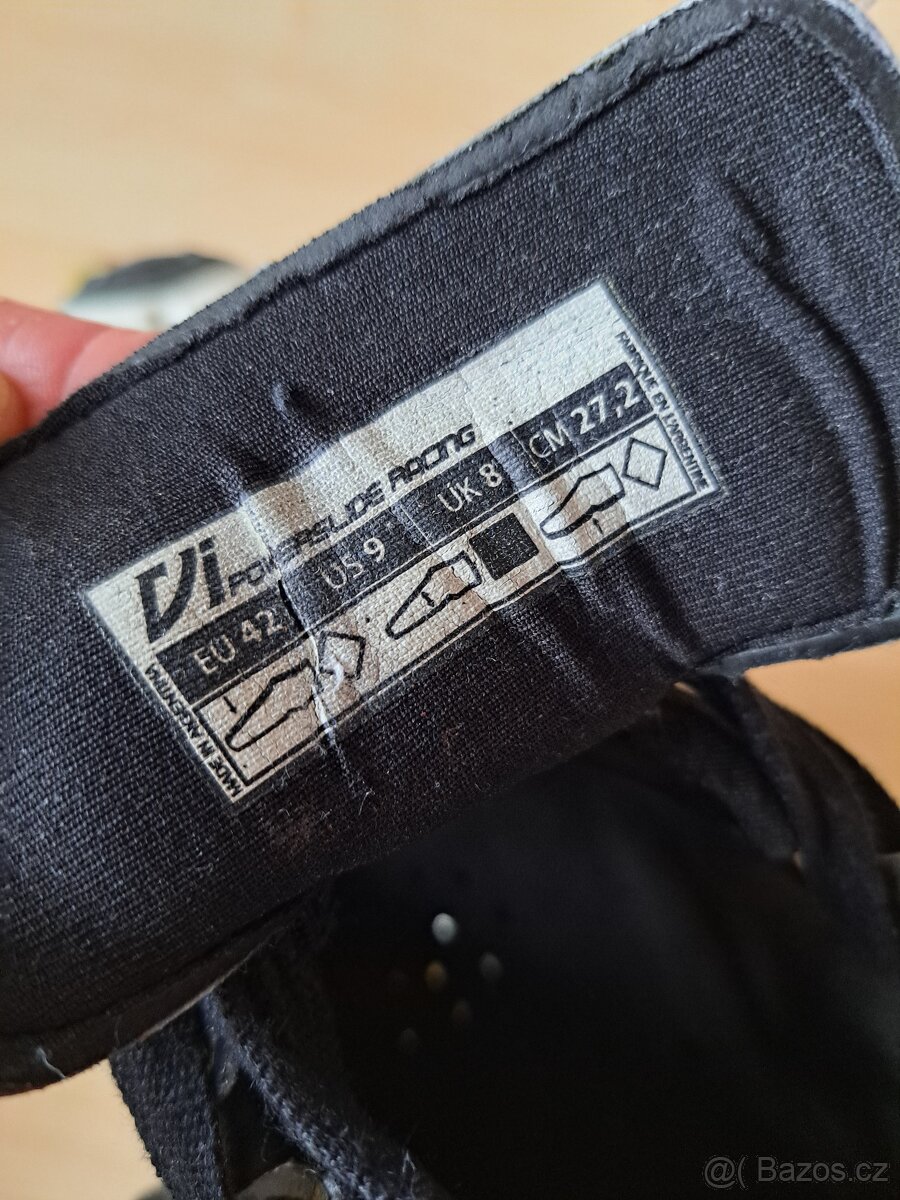 Vi POWERSLIDE RACING
EU 42 US 9 UK 8 CM 27,2
MADE IN ARGENTINA
FABRIQUE EN L'ARGENTINE
@( Bazos.cz